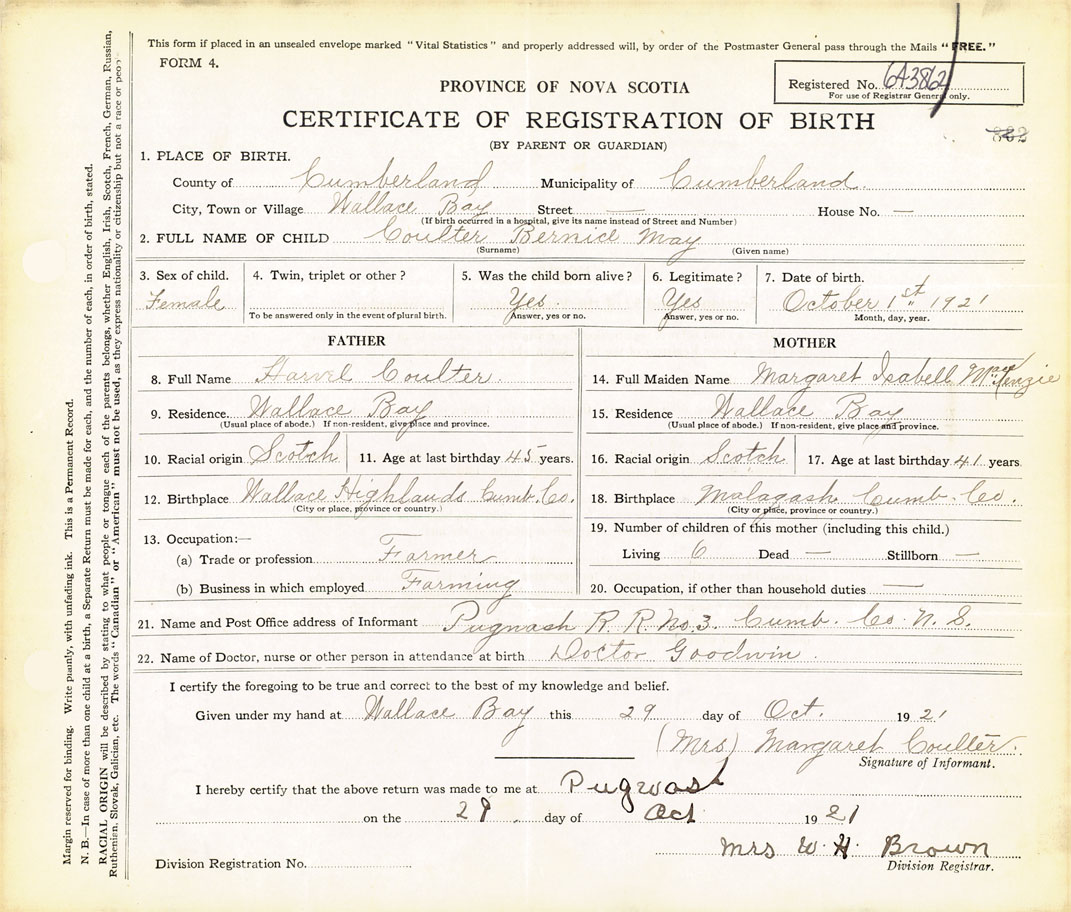 This form if placed in an unsealed envelope marked "Vital Statistics" and properly addressed will, by order of the Postmaster General pass through the Mails "FREE."
FORM 4.
Registered No. 64386
For use of Registrar General only.
PROVINCE OF NOVA SCOTIA
CERTIFICATE OF REGISTRATION OF BIRTH
(BY PARENT OR GUARDIAN)
1. PLACE OF BIRTH.
County of Cumberland Municipality of Cumberland.
City, Town or Village Wallace Bay Street — House No. —
(If birth occurred in a hospital, give its name instead of Street and Number)
2. FULL NAME OF CHILD Coulter Bernice May
(Surname) (Given name)
3. Sex of child. 4. Twin, triplet or other? 5. Was the child born alive? 6. Legitimate? 7. Date of birth.
Female Yes. Yes October 1st 1921
To be answered only in the event of plural birth. Answer, yes or no. Answer, yes or no. Month, day, year.
FATHER
8. Full Name Coulter.
9. Residence Wallace Bay
(Usual place of abode.) If non-resident, give place and province.
10. Racial origin Scotch 11. Age at last birthday 45 years.
12. Birthplace Wallace Highlands Cumb. Co.
(City or place, province or country.)
13. Occupation:—
(a) Trade or profession Farmer
(b) Business in which employed Farming
MOTHER
14. Full Maiden Name Margaret Isabell MacKenzie
15. Residence Wallace Bay
(Usual place of abode.) If non-resident, give place and province.
16. Racial origin Scotch 17. Age at last birthday 41 years.
18. Birthplace Malagash Cumb. Co.
(City or place, province or country.)
19. Number of children of this mother (including this child.)
Living 6 Dead — Stillborn —
20. Occupation, if other than household duties —
21. Name and Post Office address of Informant Pugwash R. R. No. 3. Cumb. Co. N. S.
22. Name of Doctor, nurse or other person in attendance at birth Doctor Goodwin
I certify the foregoing to be true and correct to the best of my knowledge and belief.
Given under my hand at Wallace Bay this 29 day of Oct. 1921
(Mrs) Margaret Coulter.
Signature of Informant.
I hereby certify that the above return was made to me at Pugwash
on the 29 day of Oct 1921
Mrs W. H. Brown
Division Registrar.
Division Registration No.
Margin reserved for binding. Write plainly, with unfading ink. This is a Permanent Record.
N. B.—In case of more than one child at a birth, a Separate Return must be made for each, and the number of each, in order of birth, stated.
RACIAL ORIGIN will be described by stating to what people or tongue each of the parents belongs, whether English, Irish, Scotch, French, German, Russian,
Ruthenian, Slovak, Galician, etc. The words "Canadian" or "American" must not be used, as they express nationality or citizenship but not a race or